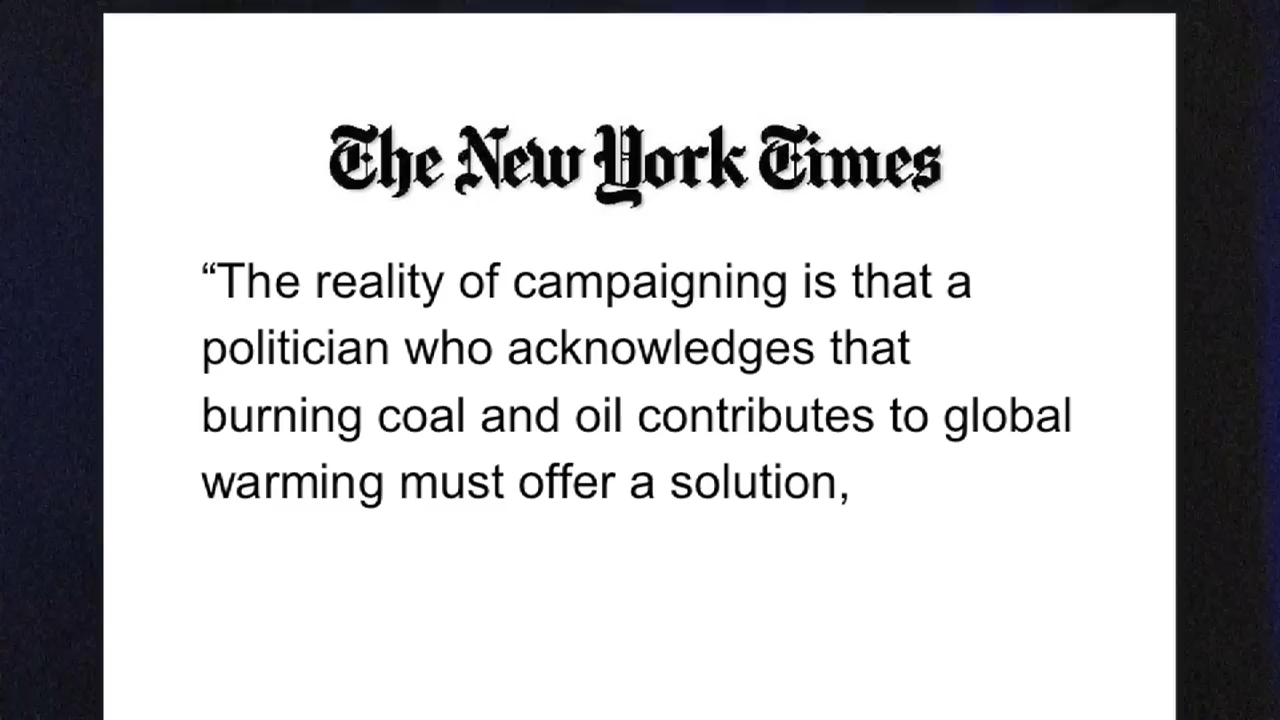 The New York Times
“The reality of campaigning is that a
politician who acknowledges that
burning coal and oil contributes to global
warming must offer a solution,